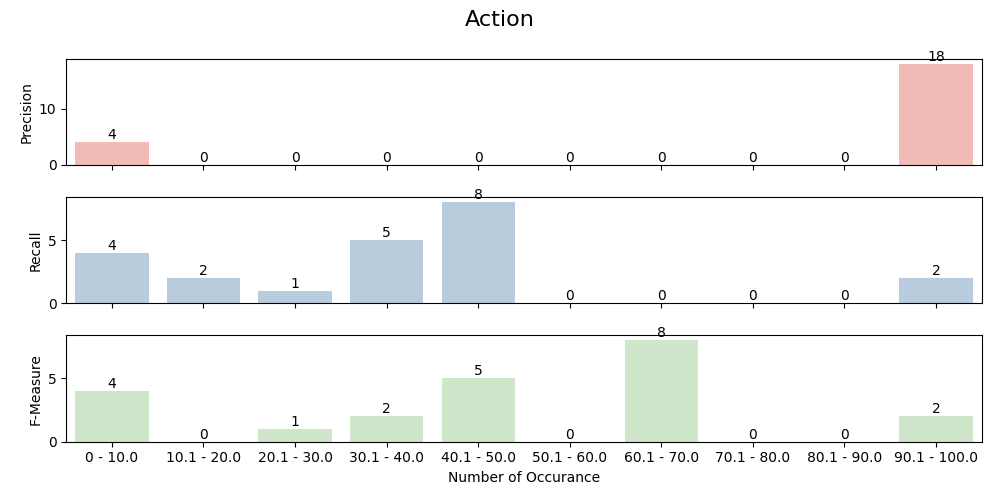 Action
Precision
10
0
4 0 0 0 0 0 0 0 0 18
Recall
5
0
4 2 1 5 8 0 0 0 0 2
F-Measure
5
0
4 0 1 2 5 0 8 0 0 2
0 - 10.0 10.1 - 20.0 20.1 - 30.0 30.1 - 40.0 40.1 - 50.0 50.1 - 60.0 60.1 - 70.0 70.1 - 80.0 80.1 - 90.0 90.1 - 100.0
Number of Occurance